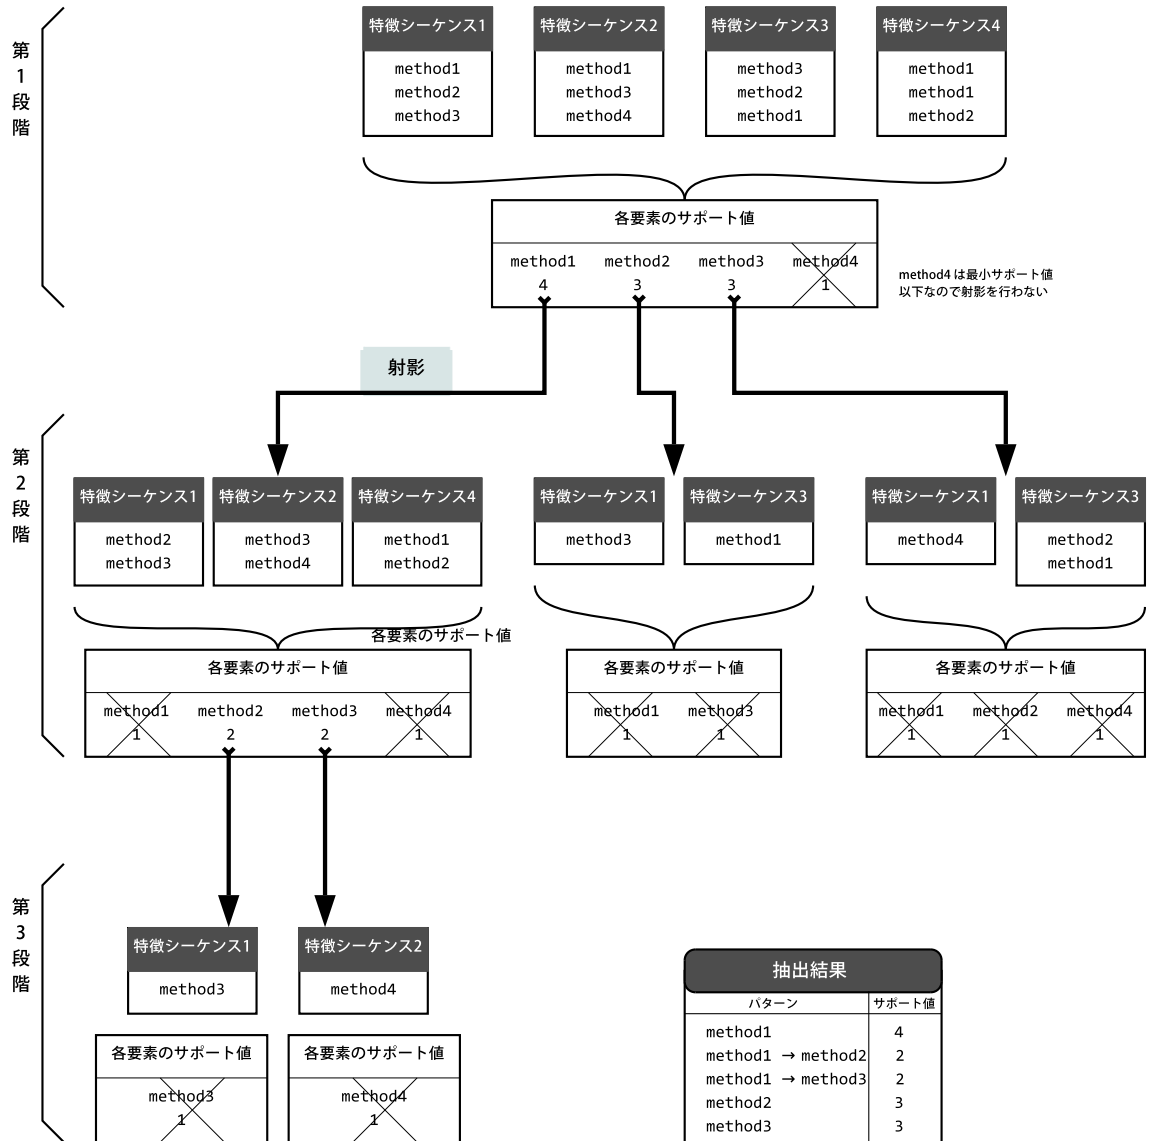 第1段階
特徴シーケンス1
method1
method2
method3
特徴シーケンス2
method1
method3
method4
特徴シーケンス3
method3
method2
method1
特徴シーケンス4
method1
method1
method2
各要素のサポート値
method1 method2 method3 method4
4 3 3 1
method4 は最小サポート値
以下なので射影を行わない
射影
第2段階
特徴シーケンス1
method2
method3
特徴シーケンス2
method3
method4
特徴シーケンス4
method1
method2
特徴シーケンス1
method3
特徴シーケンス3
method1
特徴シーケンス1
method4
特徴シーケンス3
method2
method1
各要素のサポート値
各要素のサポート値
method1 method2 method3 method4
1 2 2 1
各要素のサポート値
method1 method3
1 1
各要素のサポート値
method1 method2 method4
1 1 1
第3段階
特徴シーケンス1
method3
特徴シーケンス2
method4
各要素のサポート値
method3
1
各要素のサポート値
method4
1
抽出結果
パターン サポート値
method1 4
method1 → method2 2
method1 → method3 2
method2 3
method3 3